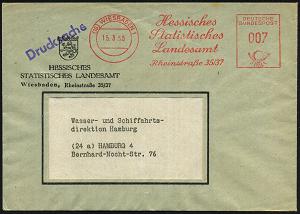 Drucksache
HESSISCHES
STATISTISCHES LANDESAMT
Wiesbaden, Rheinstraße 35/37
(16) WIESBADEN 1
15.3.55
Hessisches
Statistisches
Landesamt
Rheinstraße 35/37
DEUTSCHE
BUNDESPOST
007
Wasser- und Schiffahrts-
direktion Hamburg
(24 a) HAMBURG 4
Bernhard-Nocht-Str. 76